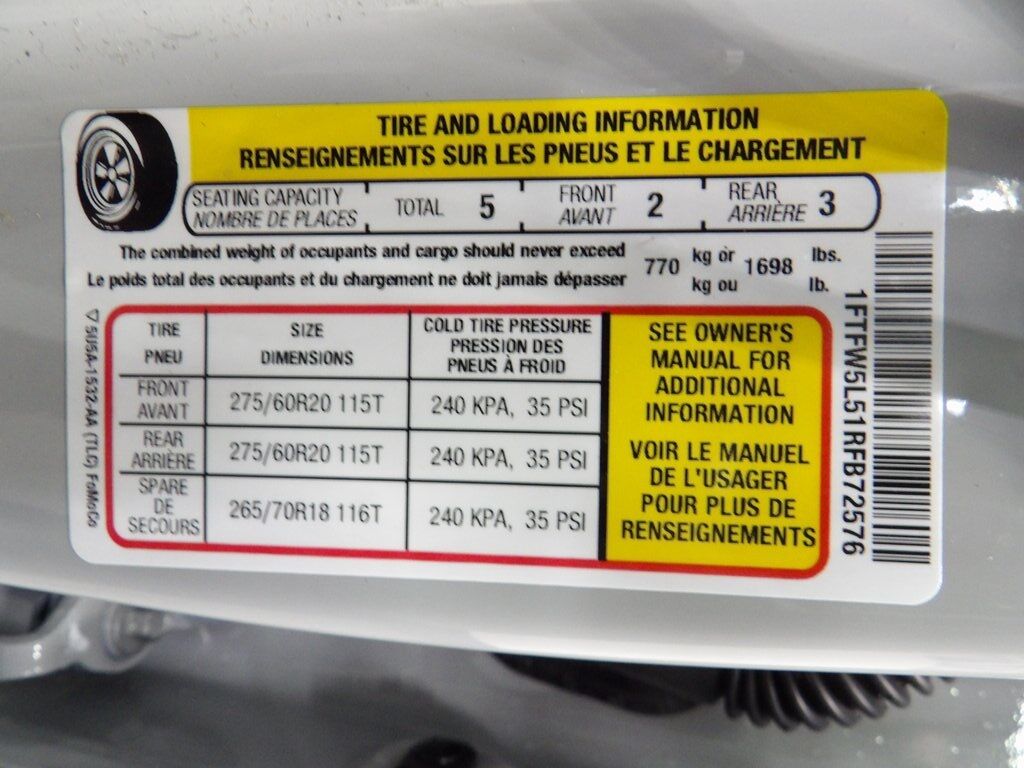 TIRE AND LOADING INFORMATION
RENSEIGNEMENTS SUR LES PNEUS ET LE CHARGEMENT
SEATING CAPACITY TOTAL 5 FRONT 2 REAR 3
NOMBRE DE PLACES AVANT ARRIÈRE
The combined weight of occupants and cargo should never exceed 770 kg or 1698 lbs.
Le poids total des occupants et du chargement ne doit jamais dépasser kg ou lb.
TIRE SIZE COLD TIRE PRESSURE
PNEU DIMENSIONS PRESSION DES
PNEUS À FROID
FRONT
AVANT 275/60R20 115T 240 KPA, 35 PSI
REAR
ARRIÈRE 275/60R20 115T 240 KPA, 35 PSI
SPARE
DE
SECOURS 265/70R18 116T 240 KPA, 35 PSI
SEE OWNER'S
MANUAL FOR
ADDITIONAL
INFORMATION
VOIR LE MANUEL
DE L'USAGER
POUR PLUS DE
RENSEIGNEMENTS
1FTFW5L51RFB72576
5U5A-1532-AA (TLG) FoMoCo